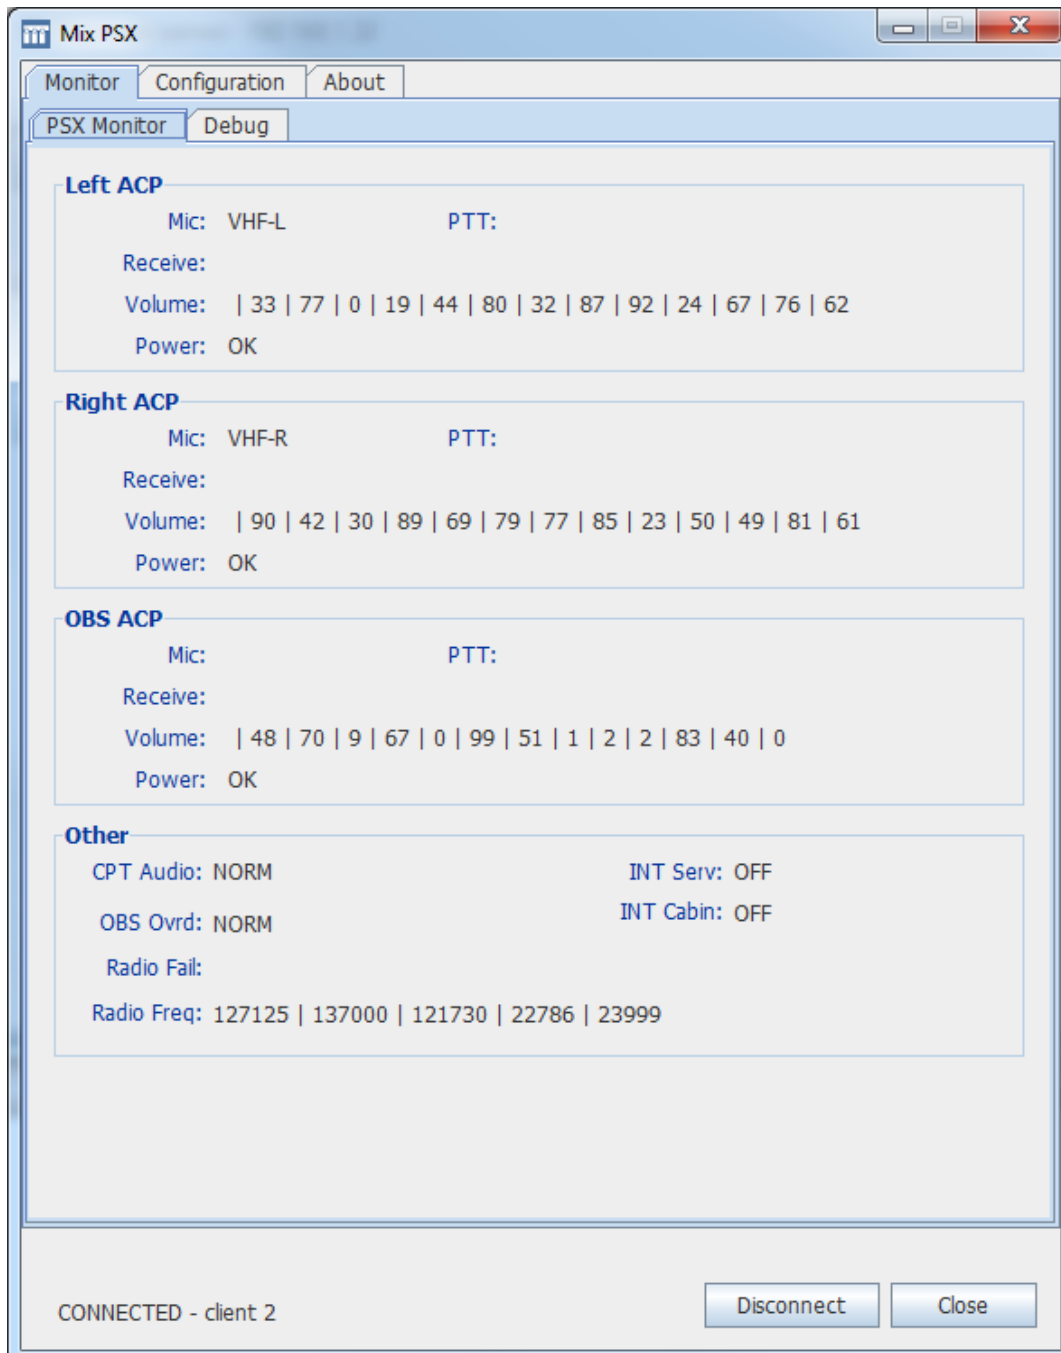 Mix PSX
Monitor Configuration About
PSX Monitor Debug
Left ACP
Mic: VHF-L PTT:
Receive:
Volume: | 33 | 77 | 0 | 19 | 44 | 80 | 32 | 87 | 92 | 24 | 67 | 76 | 62
Power: OK
Right ACP
Mic: VHF-R PTT:
Receive:
Volume: | 90 | 42 | 30 | 89 | 69 | 79 | 77 | 85 | 23 | 50 | 49 | 81 | 61
Power: OK
OBS ACP
Mic: PTT:
Receive:
Volume: | 48 | 70 | 9 | 67 | 0 | 99 | 51 | 1 | 2 | 2 | 83 | 40 | 0
Power: OK
Other
CPT Audio: NORM INT Serv: OFF
OBS Ovrd: NORM INT Cabin: OFF
Radio Fail:
Radio Freq: 127125 | 137000 | 121730 | 22786 | 23999
CONNECTED - client 2 Disconnect Close